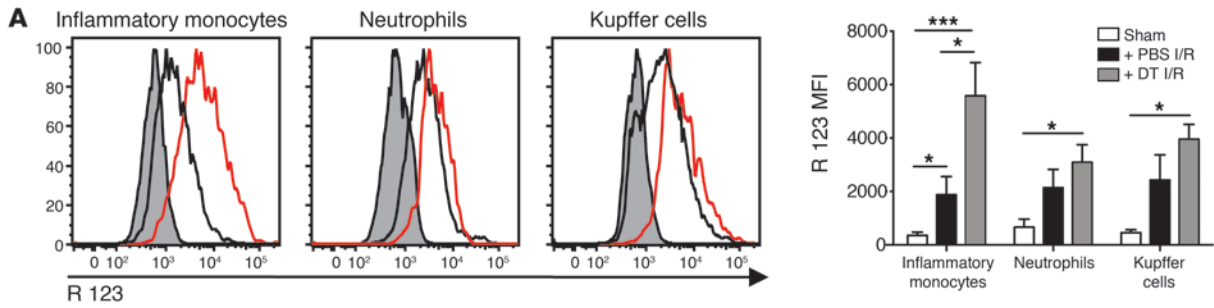 A
Inflammatory monocytes
Neutrophils
Kupffer cells
100
80
60
40
20
0
0 10² 10³ 10⁴ 10⁵
0 10² 10³ 10⁴ 10⁵
0 10² 10³ 10⁴ 10⁵
R 123
R 123 MFI
8000
6000
4000
2000
0
***
*
*
*
*
Sham
+ PBS I/R
+ DT I/R
Inflammatory
monocytes
Neutrophils
Kupffer
cells